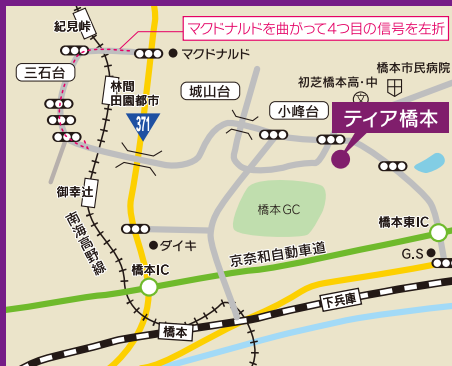 紀見峠
マクドナルドを曲がって4つ目の信号を左折
マクドナルド
三石台
林間
田園都市
城山台
橋本市民病院
初芝橋本高・中
小峰台
371
ティア橋本
御幸辻
橋本GC
南海高野線
橋本東IC
ダイキ
京奈和自動車道
G.S
橋本IC
下兵庫
橋本